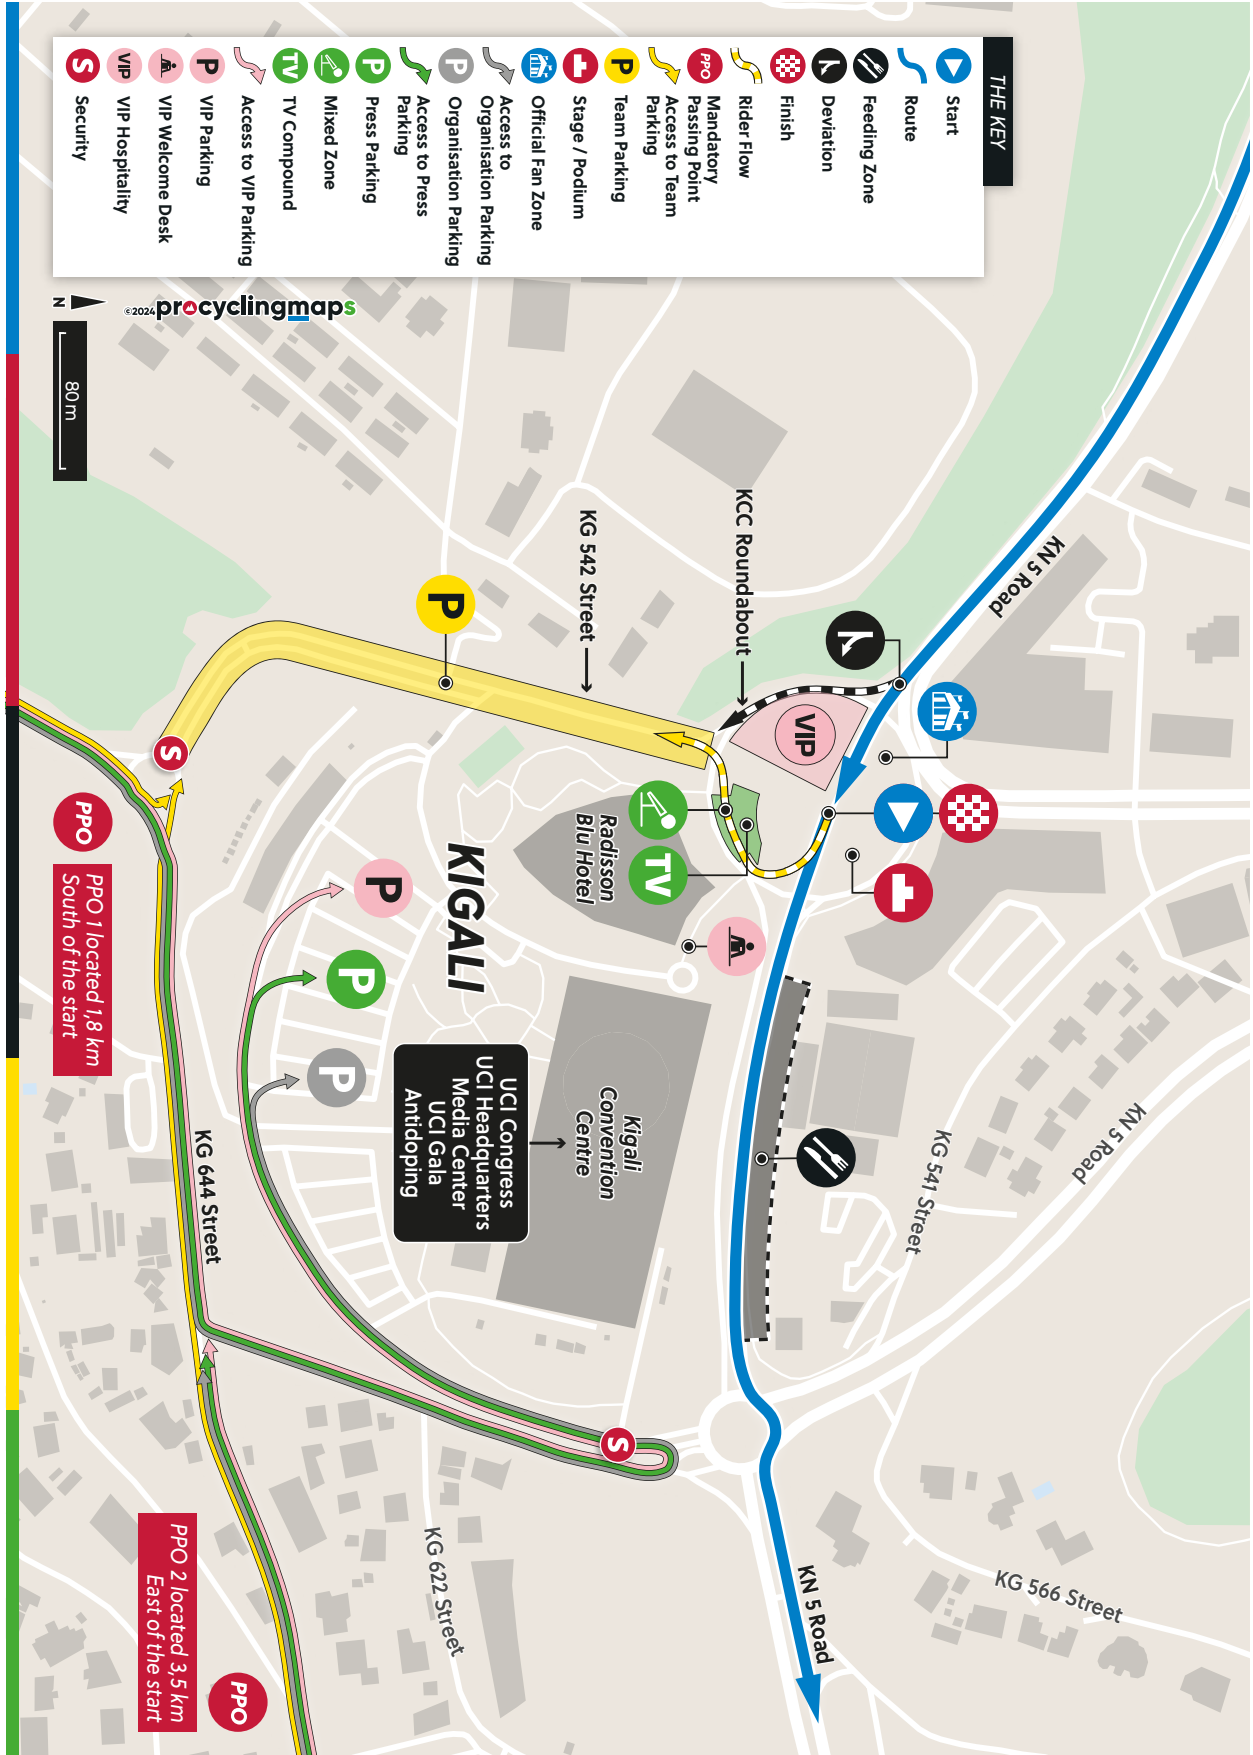 THE KEY
Start
Route
Feeding Zone
Deviation
Finish
Rider Flow
PPO
Mandatory
Passing Point
Access to Team
Parking
P
Team Parking
Stage / Podium
Official Fan Zone
Access to
Organisation Parking
P
Organisation Parking
Access to Press
Parking
P
Press Parking
Mixed Zone
TV
TV Compound
Access to VIP Parking
P
VIP Parking
VIP Welcome Desk
VIP
VIP Hospitality
S
Security
N
©2024 procyclingmaps
80 m
KN 5 Road
KCC Roundabout
KG 542 Street
P
VIP
S
TV
Radisson
Blu Hotel
KIGALI
P
P
P
Kigali
Convention
Centre
UCI Congress
UCI Headquarters
Media Center
UCI Gala
Antidoping
KN 5 Road
KG 541 Street
KG 644 Street
PPO
PPO 1 located 1,8 km
South of the start
S
KG 622 Street
KG 566 Street
KN 5 Road
PPO 2 located 3,5 km
East of the start
PPO